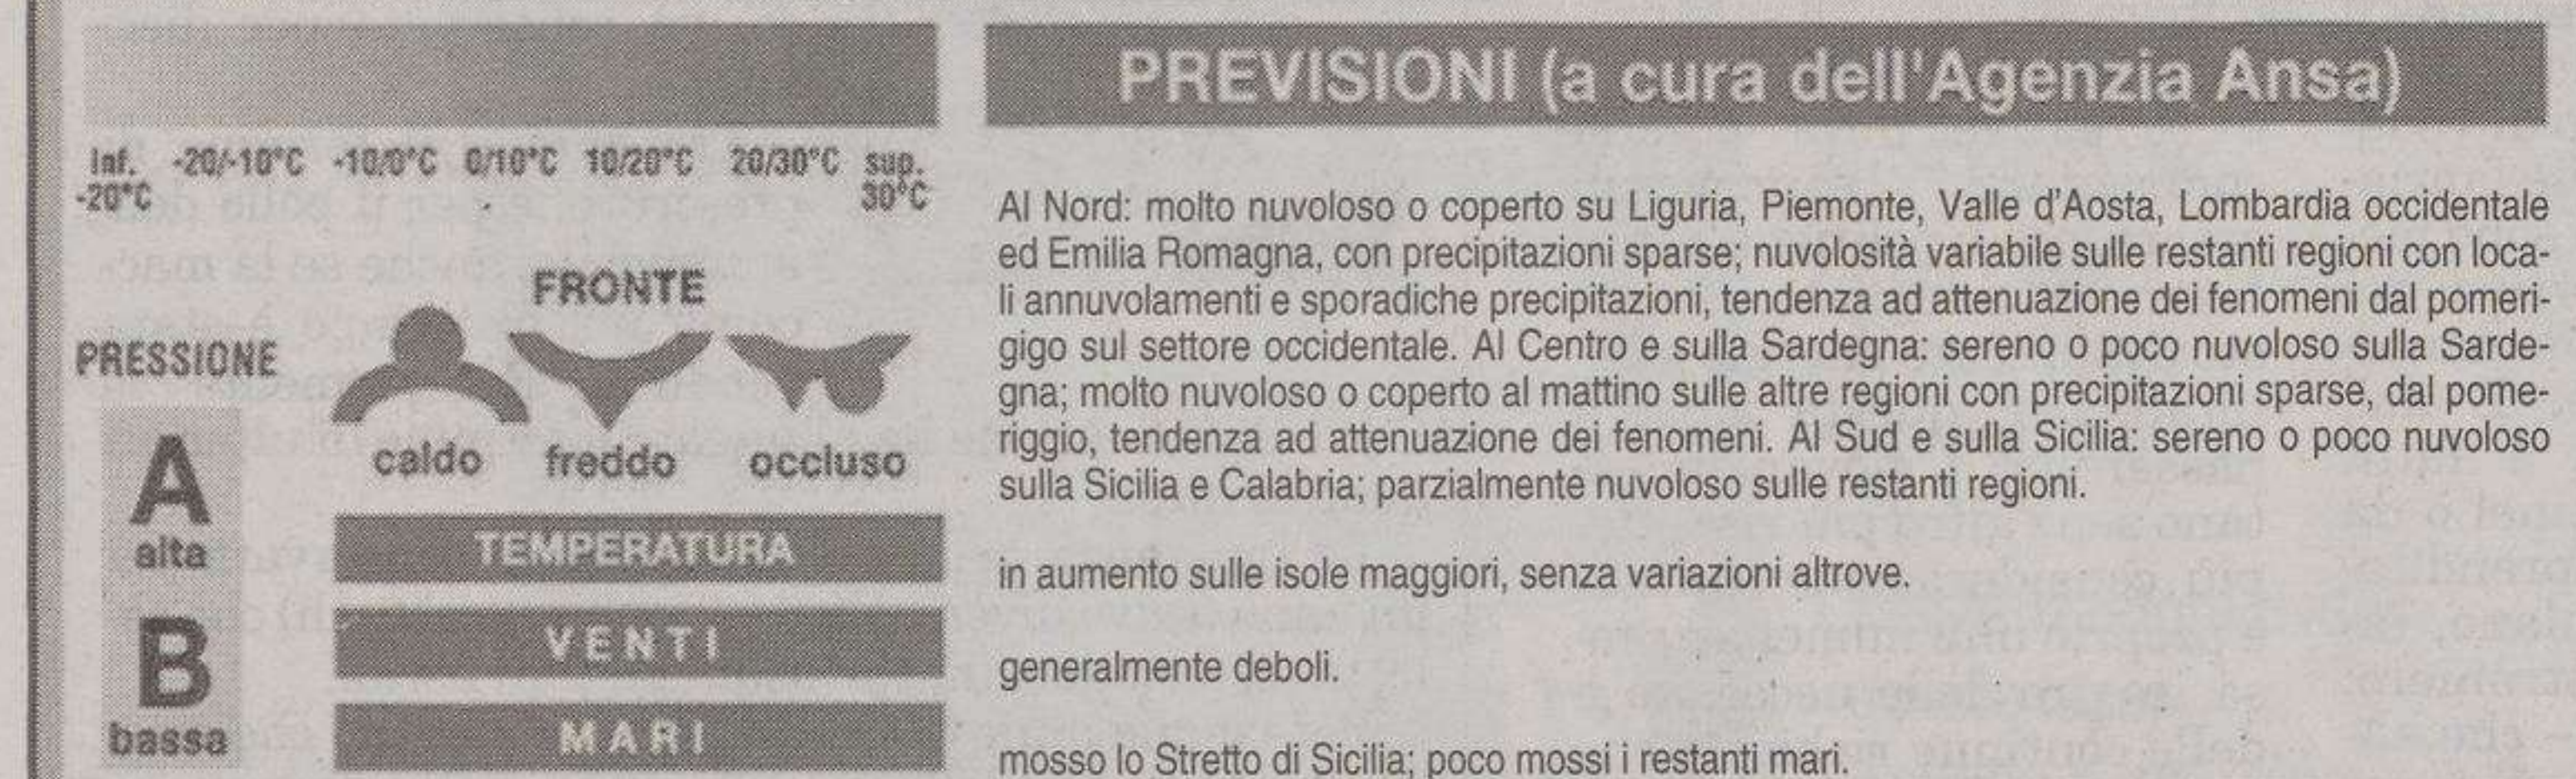 PREVISIONI (a cura dell'Agenzia Ansa)
Inf. -20/-10°C -10/0°C 0/10°C 10/20°C 20/30°C sup.
-20°C 30°C
FRONTE
PRESSIONE
caldo freddo occluso
A
alta
B
bassa
Al Nord: molto nuvoloso o coperto su Liguria, Piemonte, Valle d'Aosta, Lombardia occidentale
ed Emilia Romagna, con precipitazioni sparse; nuvolosità variabile sulle restanti regioni con loca-
li annuvolamenti e sporadiche precipitazioni, tendenza ad attenuazione dei fenomeni dal pomeri-
gigo sul settore occidentale. Al Centro e sulla Sardegna: sereno o poco nuvoloso sulla Sarde-
gna; molto nuvoloso o coperto al mattino sulle altre regioni con precipitazioni sparse, dal pome-
riggio, tendenza ad attenuazione dei fenomeni. Al Sud e sulla Sicilia: sereno o poco nuvoloso
sulla Sicilia e Calabria; parzialmente nuvoloso sulle restanti regioni.
TEMPERATURA
in aumento sulle isole maggiori, senza variazioni altrove.
VENTI
generalmente deboli.
MARI
mosso lo Stretto di Sicilia; poco mossi i restanti mari.